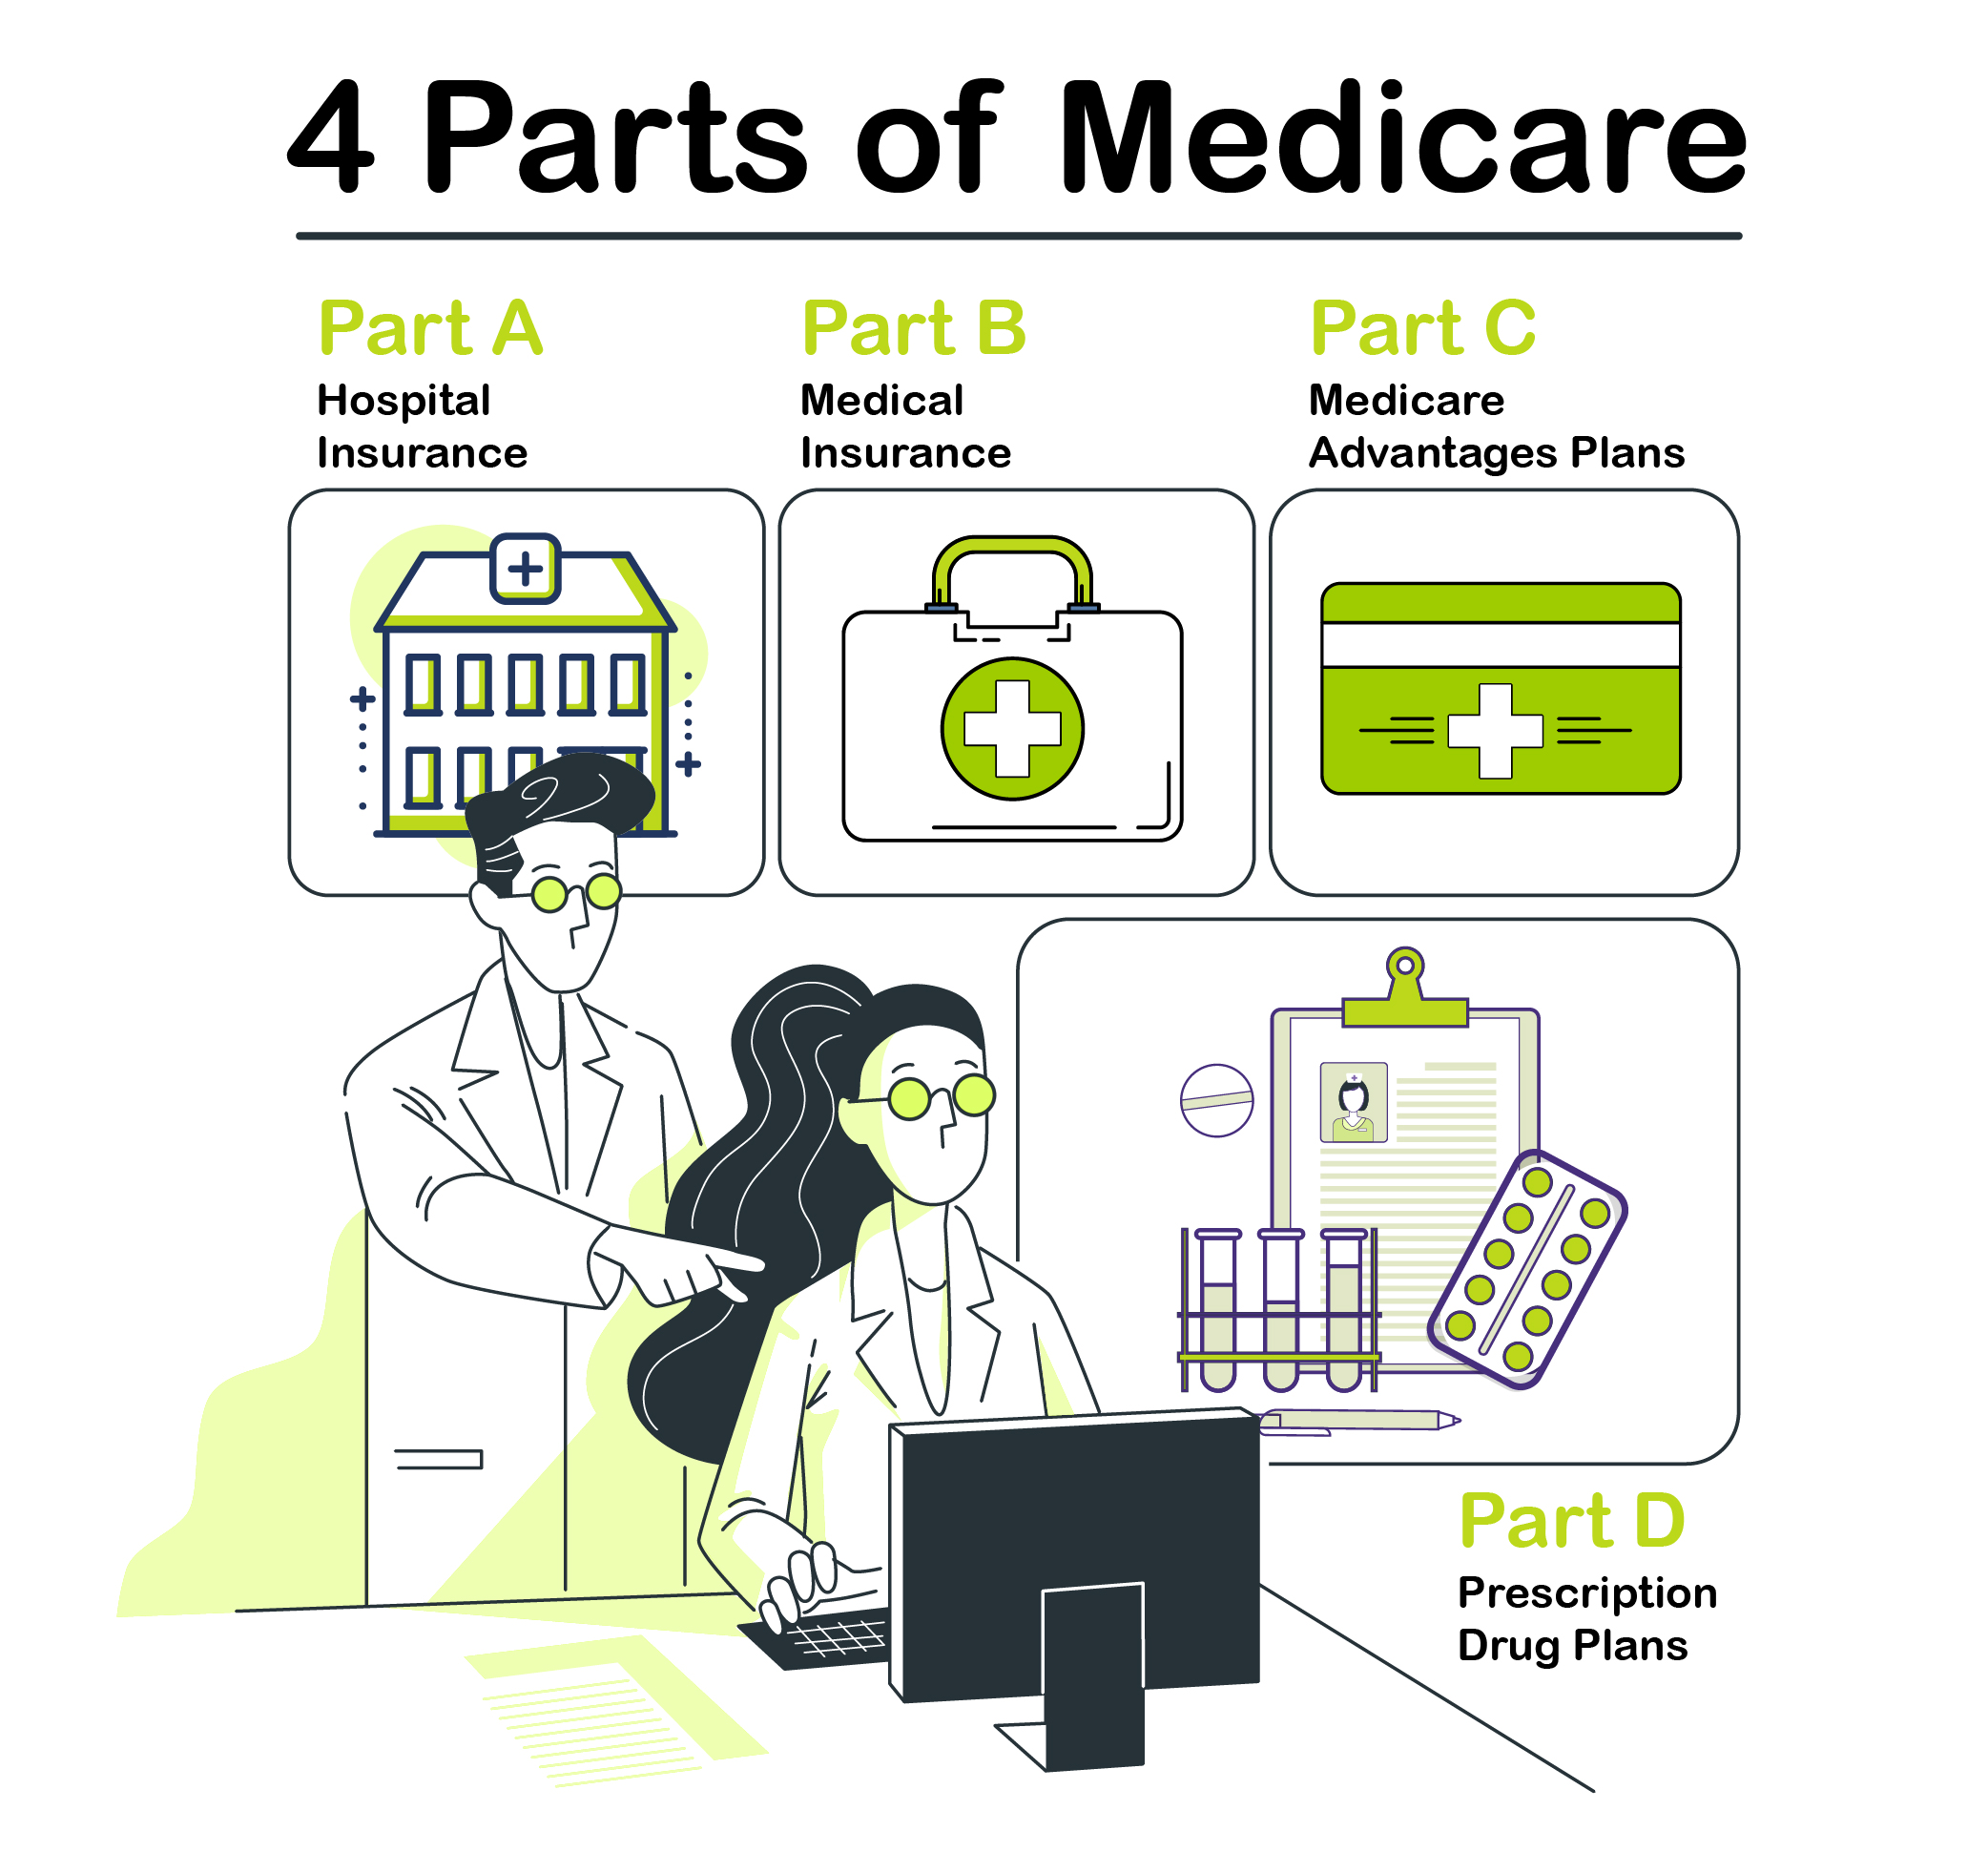 4 Parts of Medicare
Part A
Hospital
Insurance
Part B
Medical
Insurance
Part C
Medicare
Advantages Plans
Part D
Prescription
Drug Plans